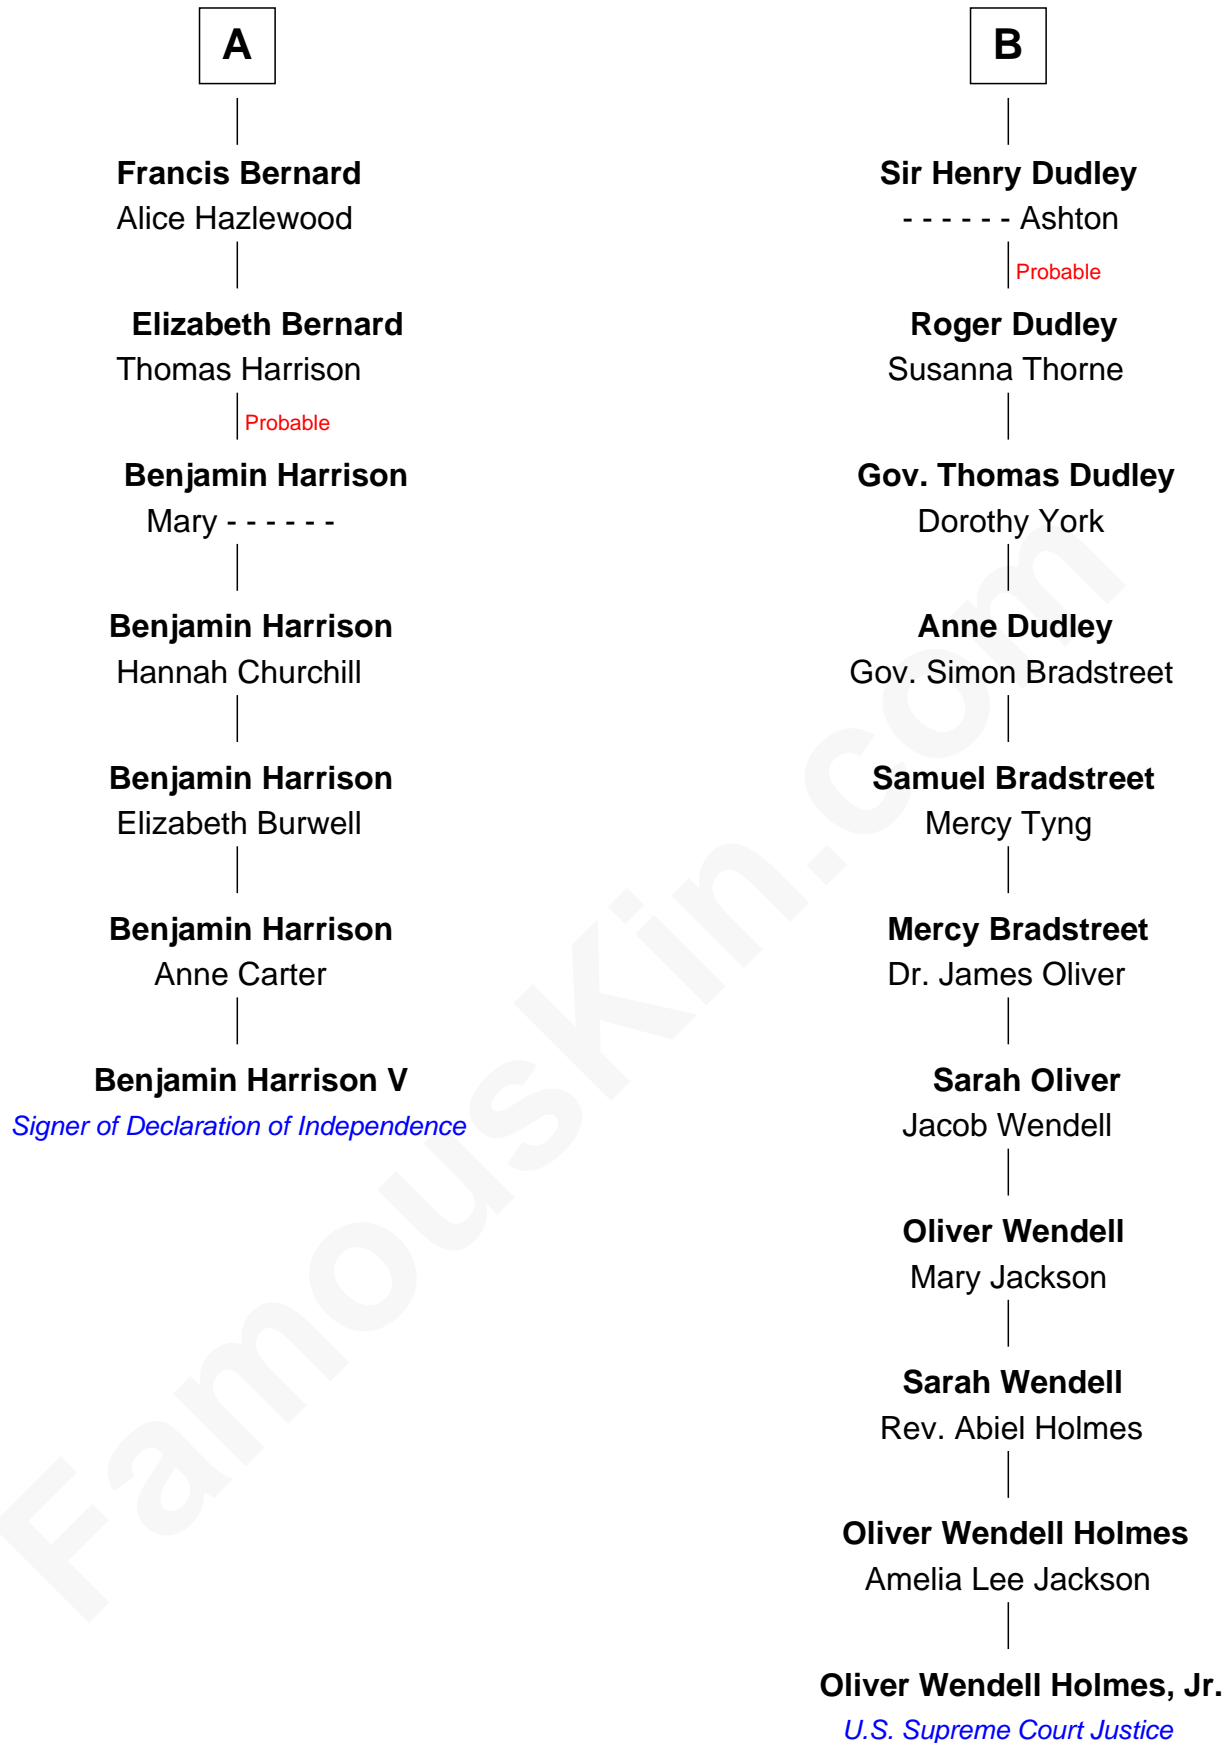 A
Francis Bernard
Alice Hazlewood
Elizabeth Bernard
Thomas Harrison
Probable
Benjamin Harrison
Mary - - - - - -
Benjamin Harrison
Hannah Churchill
Benjamin Harrison
Elizabeth Burwell
Benjamin Harrison
Anne Carter
Benjamin Harrison V
Signer of Declaration of Independence
B
Sir Henry Dudley
- - - - - - Ashton
Probable
Roger Dudley
Susanna Thorne
Gov. Thomas Dudley
Dorothy York
Anne Dudley
Gov. Simon Bradstreet
Samuel Bradstreet
Mercy Tyng
Mercy Bradstreet
Dr. James Oliver
Sarah Oliver
Jacob Wendell
Oliver Wendell
Mary Jackson
Sarah Wendell
Rev. Abiel Holmes
Oliver Wendell Holmes
Amelia Lee Jackson
Oliver Wendell Holmes, Jr.
U.S. Supreme Court Justice
FamousKin.com